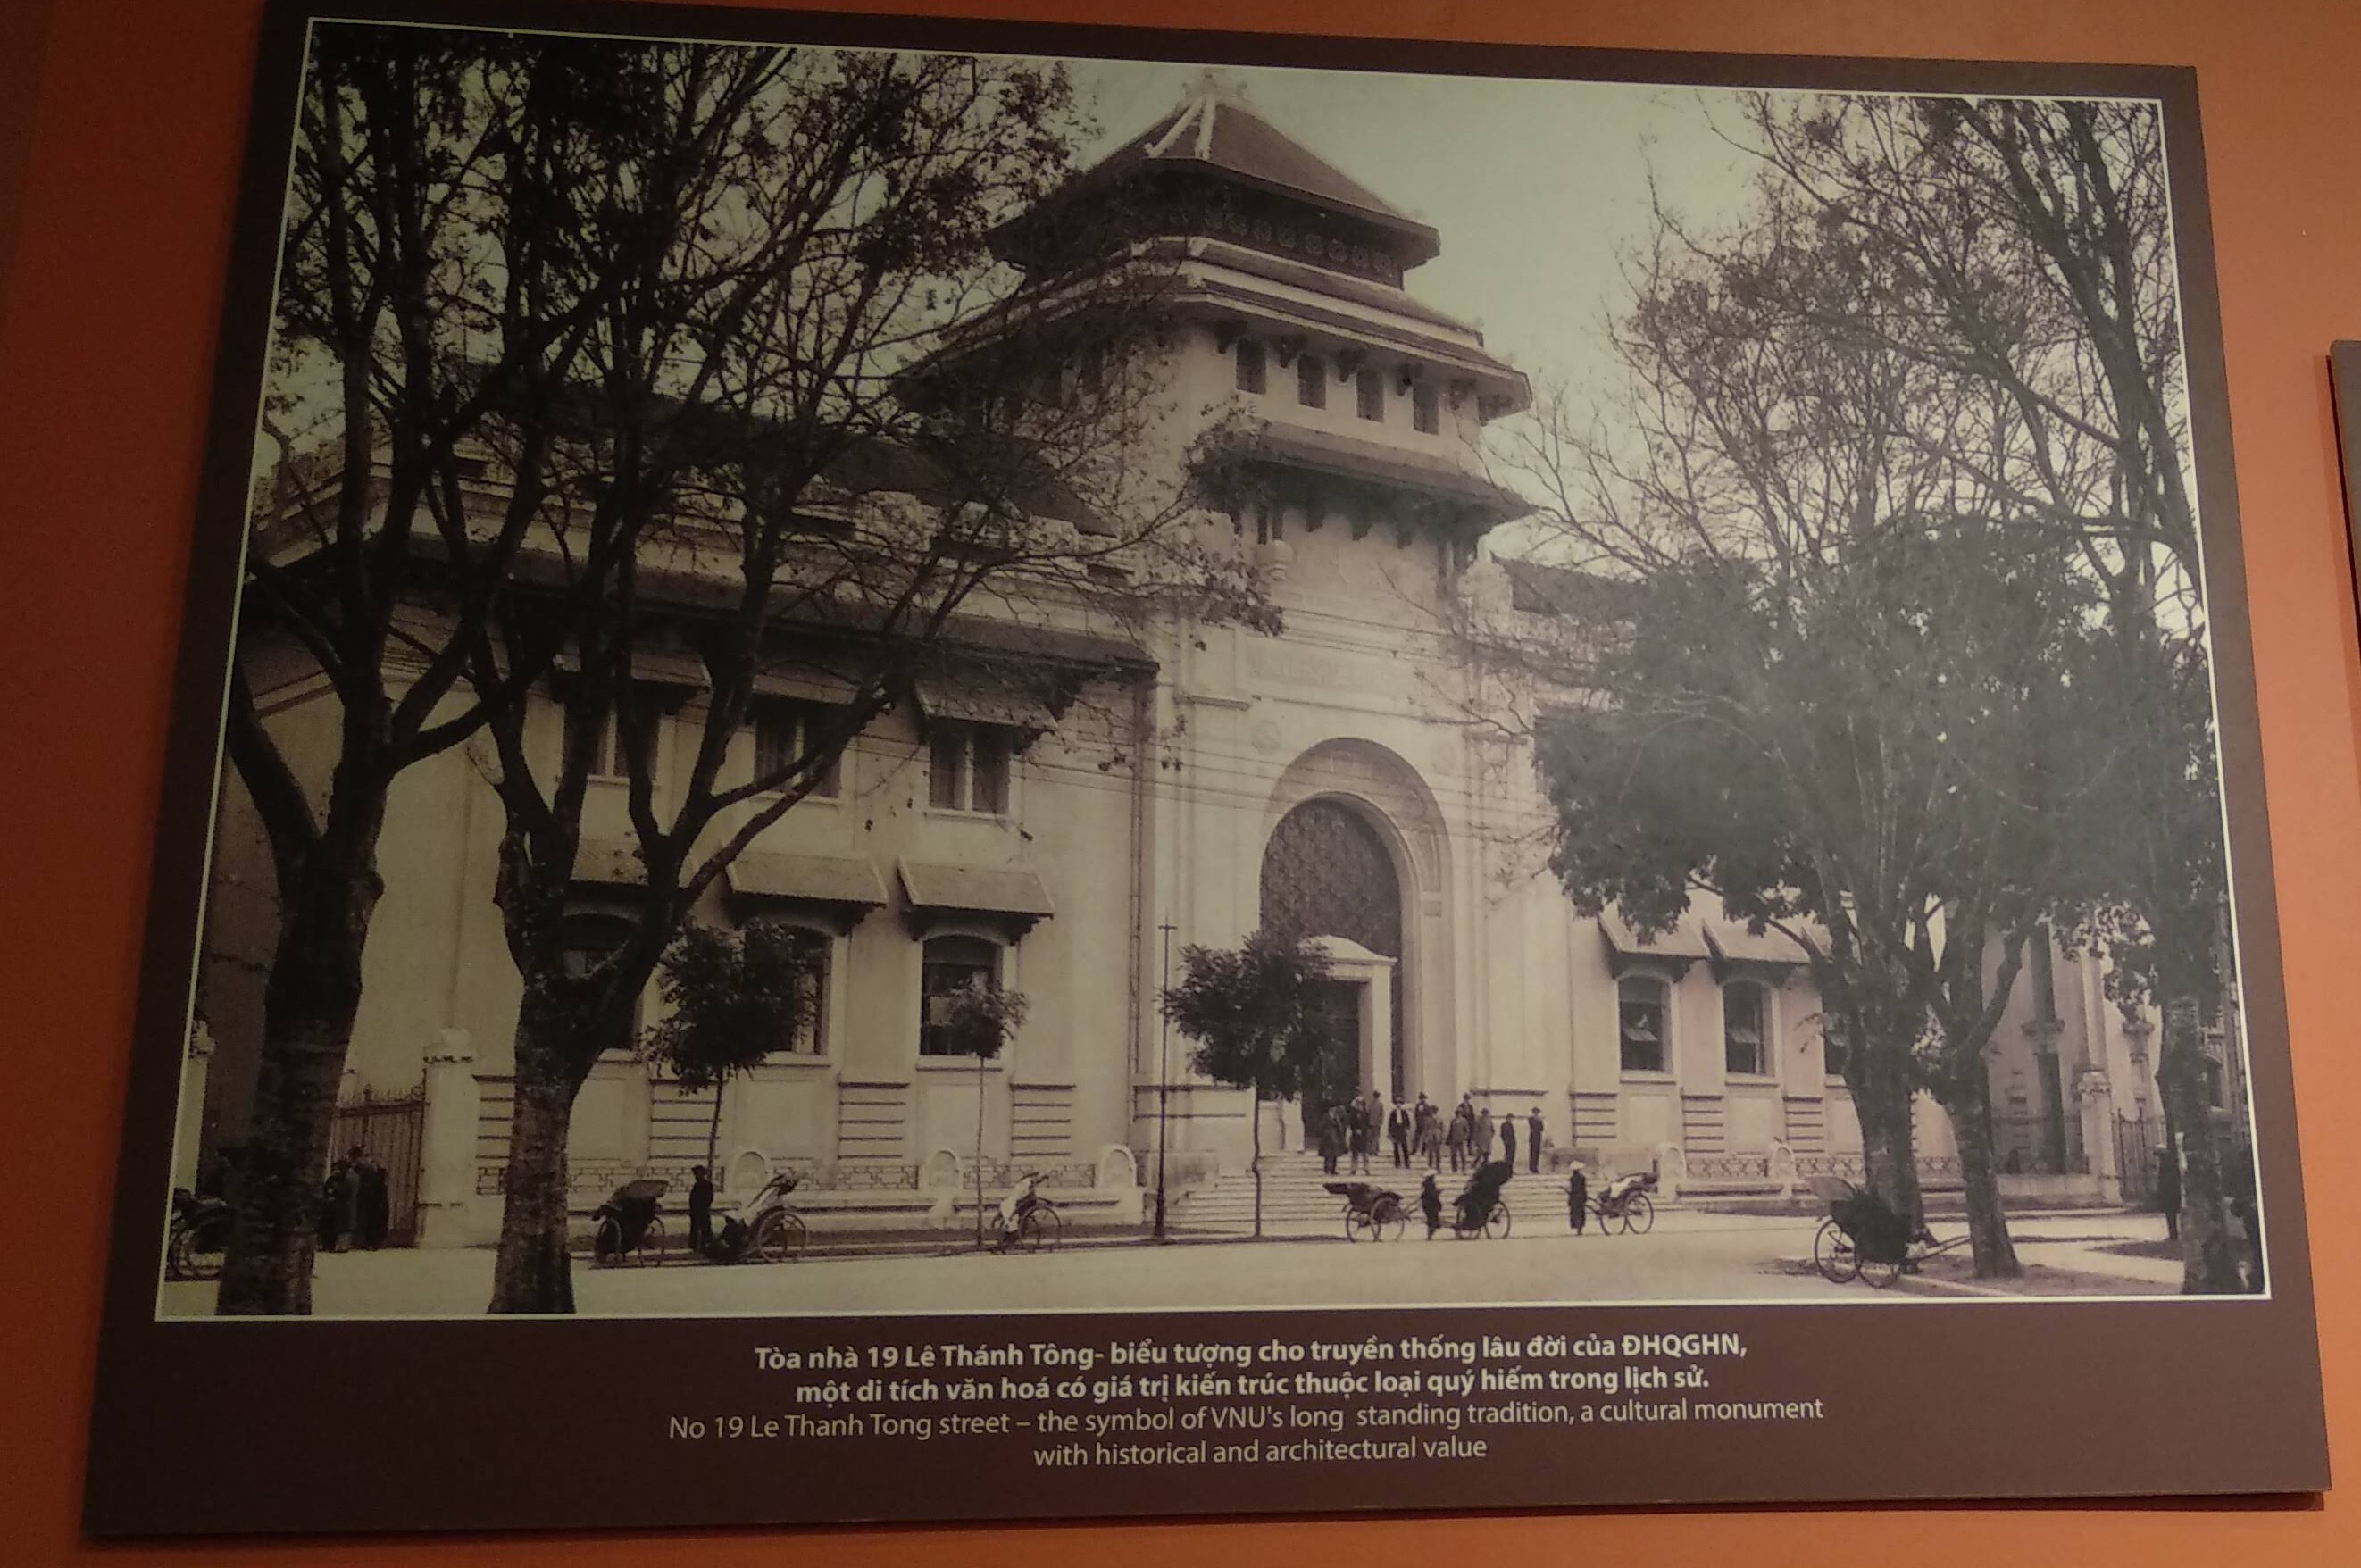 Tòa nhà 19 Lê Thánh Tông- biểu tượng cho truyền thống lâu đời của ĐHQGHN,
một di tích văn hoá có giá trị kiến trúc thuộc loại quý hiếm trong lịch sử.
No 19 Le Thanh Tong street – the symbol of VNU's long standing tradition, a cultural monument
with historical and architectural value